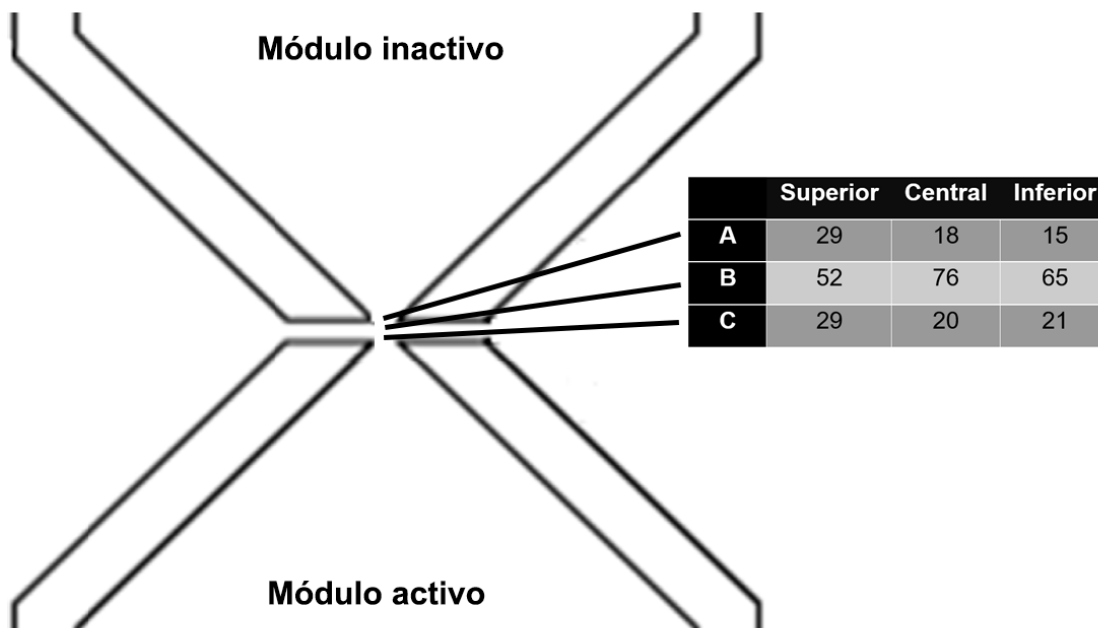 Módulo inactivo
Superior Central Inferior
A 29 18 15
B 52 76 65
C 29 20 21
Módulo activo